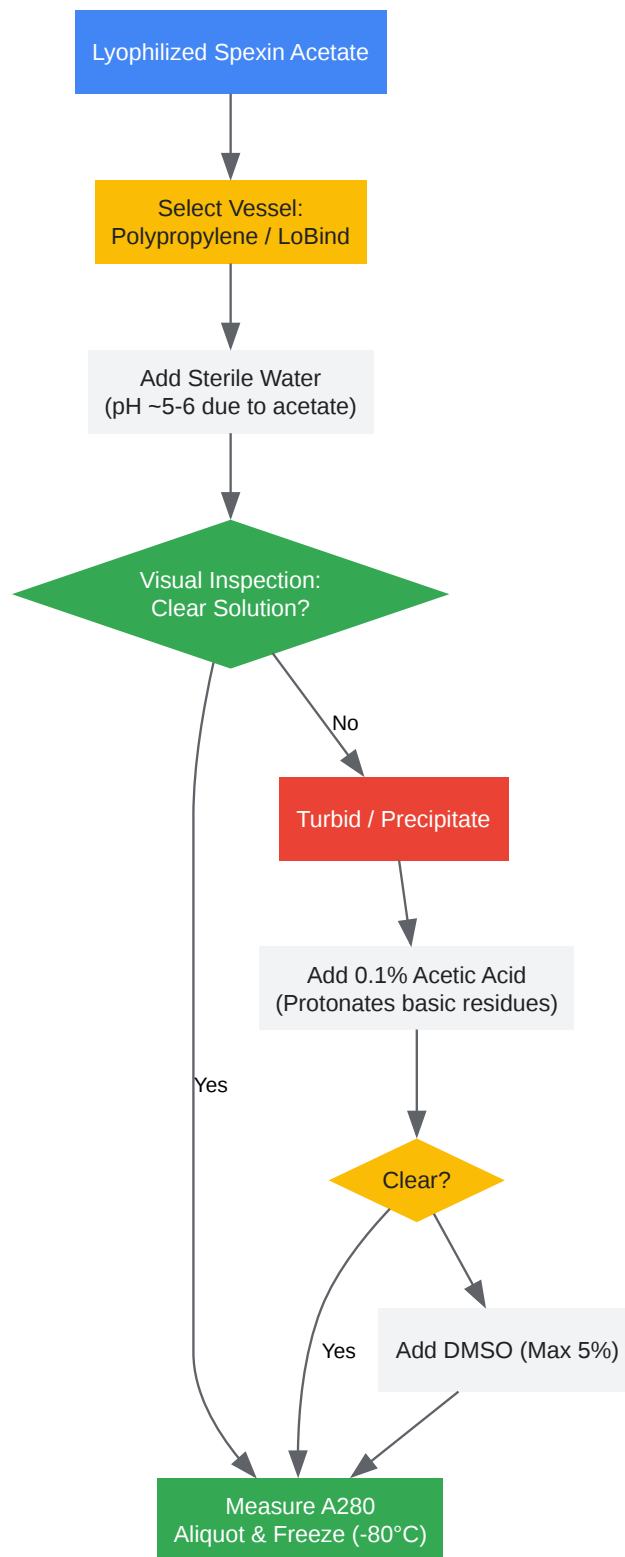 Lyophilized Spexin Acetate
Select Vessel:
Polypropylene / LoBind
Add Sterile Water
(pH ~5-6 due to acetate)
Visual Inspection:
Clear Solution?
No
Turbid / Precipitate
Add 0.1% Acetic Acid
(Protonates basic residues)
Yes
Clear?
Yes
Add DMSO (Max 5%)
Measure A280
Aliquot & Freeze (-80°C)